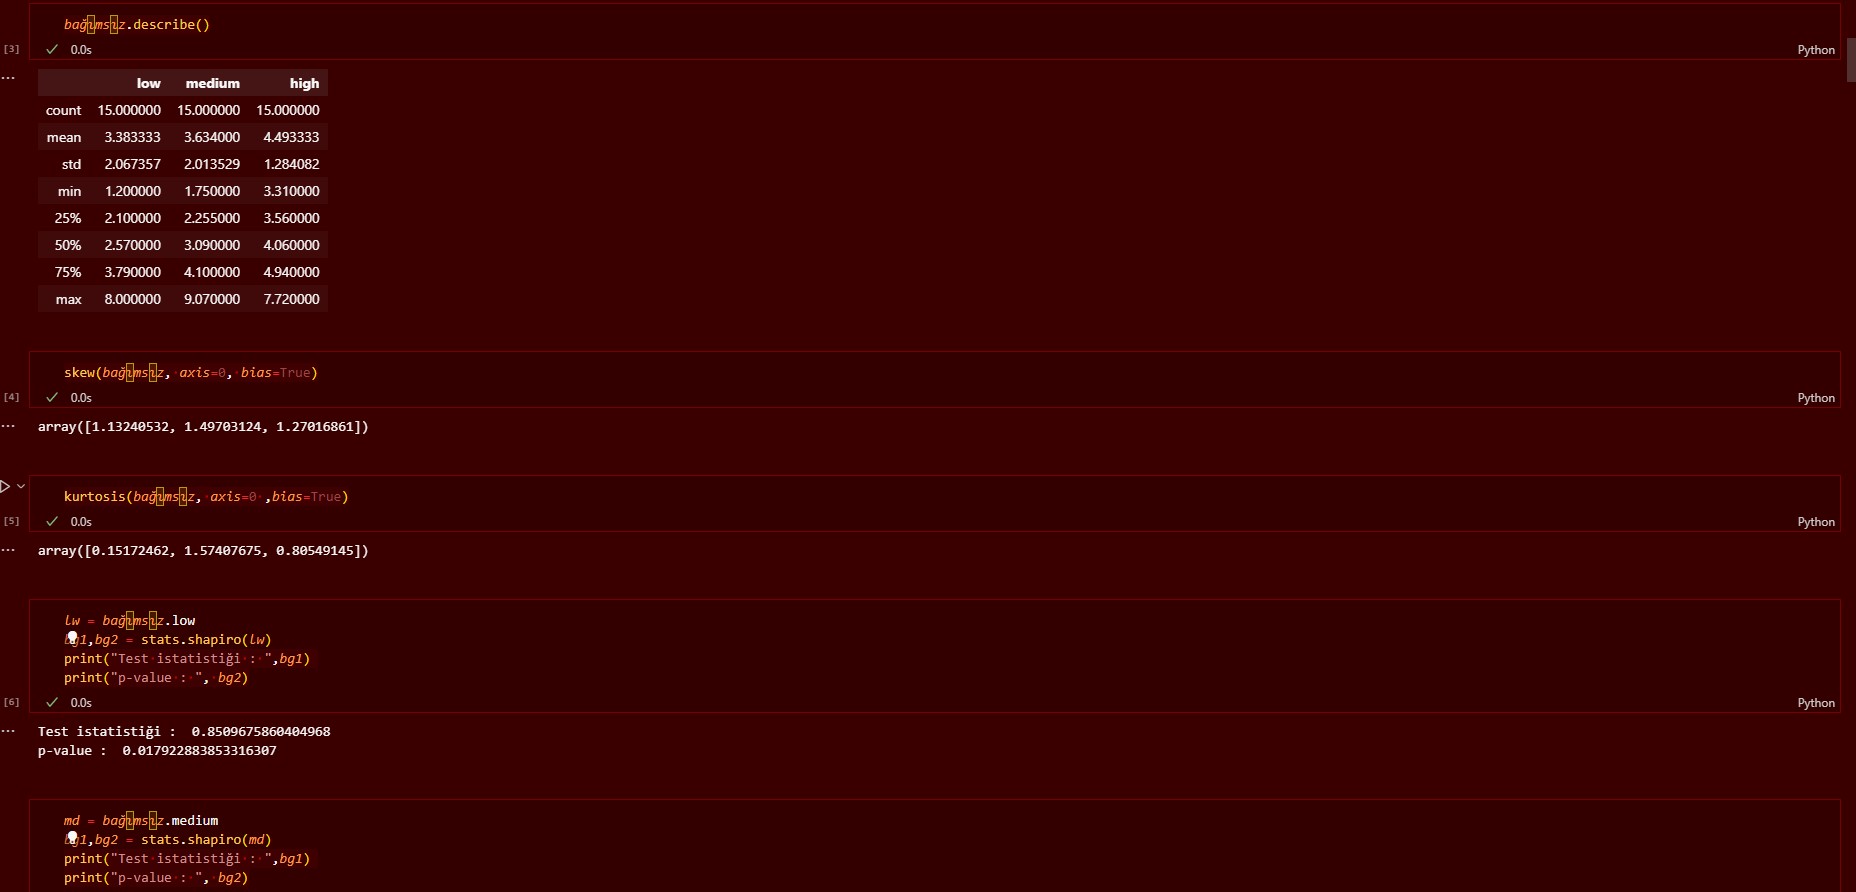 bağımsız.describe()
[3] 0.0s Python
low medium high
count 15.000000 15.000000 15.000000
mean 3.383333 3.634000 4.493333
std 2.067357 2.013529 1.284082
min 1.200000 1.750000 3.310000
25% 2.100000 2.255000 3.560000
50% 2.570000 3.090000 4.060000
75% 3.790000 4.100000 4.940000
max 8.000000 9.070000 7.720000
skew(bağımsız, axis=0, bias=True)
[4] 0.0s Python
array([1.13240532, 1.49703124, 1.27016861])
kurtosis(bağımsız, axis=0 ,bias=True)
[5] 0.0s Python
array([0.15172462, 1.57407675, 0.80549145])
lw = bağımsız.low
bg1,bg2 = stats.shapiro(lw)
print("Test istatistiği : ",bg1)
print("p-value : ", bg2)
[6] 0.0s Python
Test istatistiği :  0.8509675860404968
p-value :  0.017922883853316307
md = bağımsız.medium
bg1,bg2 = stats.shapiro(md)
print("Test istatistiği : ",bg1)
print("p-value : ", bg2)